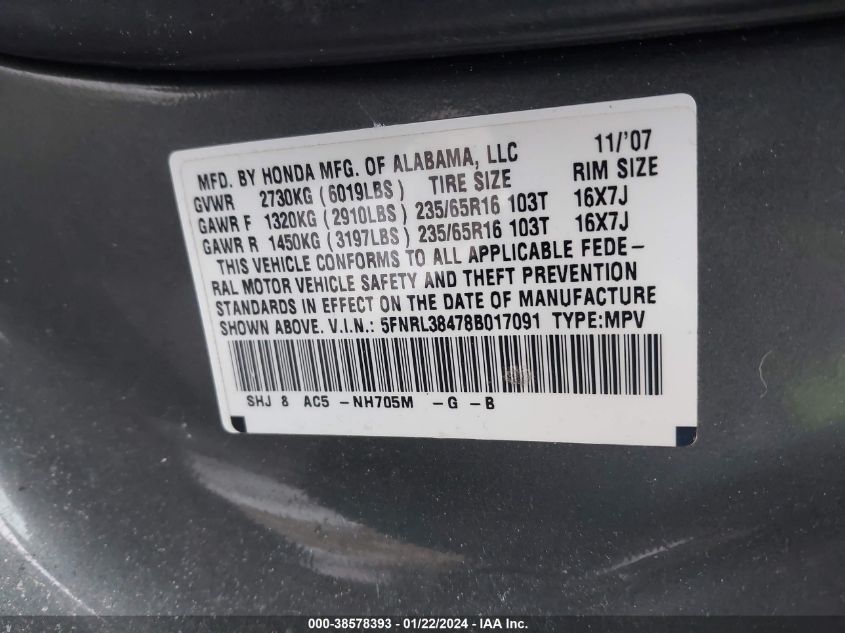 MFD. BY HONDA MFG. OF ALABAMA, LLC 11/'07
GVWR 2730KG (6019LBS) TIRE SIZE RIM SIZE
GAWR F 1320KG (2910LBS) 235/65R16 103T 16X7J
GAWR R 1450KG (3197LBS) 235/65R16 103T 16X7J
THIS VEHICLE CONFORMS TO ALL APPLICABLE FEDE-
RAL MOTOR VEHICLE SAFETY AND THEFT PREVENTION
STANDARDS IN EFFECT ON THE DATE OF MANUFACTURE
SHOWN ABOVE. V.I.N.: 5FNRL38478B017091 TYPE:MPV
SHJ 8 AC5 -NH705M -G -B
000-38578393 - 01/22/2024 - IAA Inc.